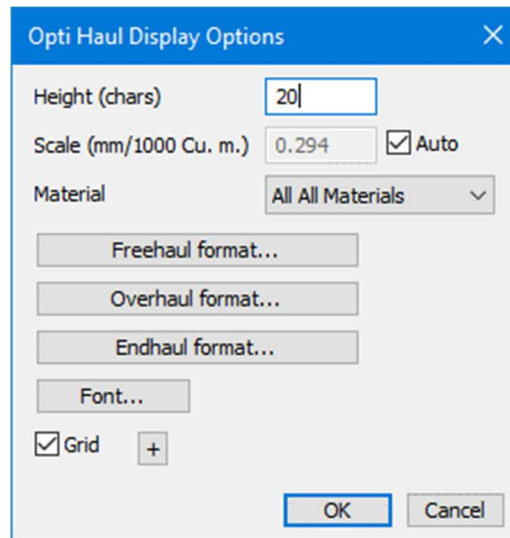 Opti Haul Display Options
Height (chars) 20
Scale (mm/1000 Cu. m.) 0.294 Auto
Material All All Materials
Freehaul format...
Overhaul format...
Endhaul format...
Font...
Grid +
OK Cancel